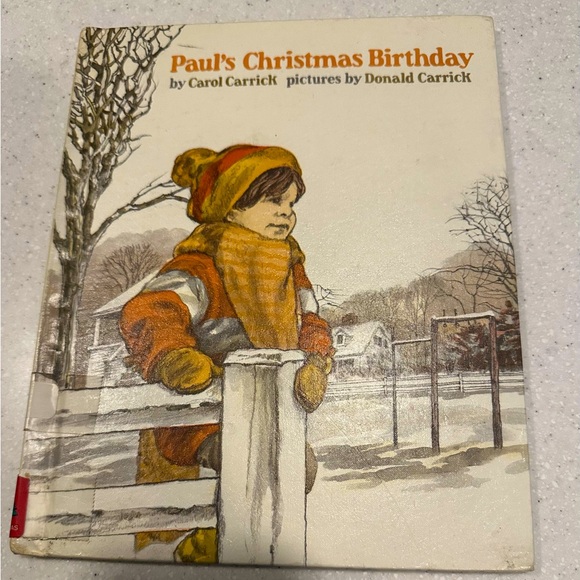 Paul's Christmas Birthday
by Carol Carrick pictures by Donald Carrick